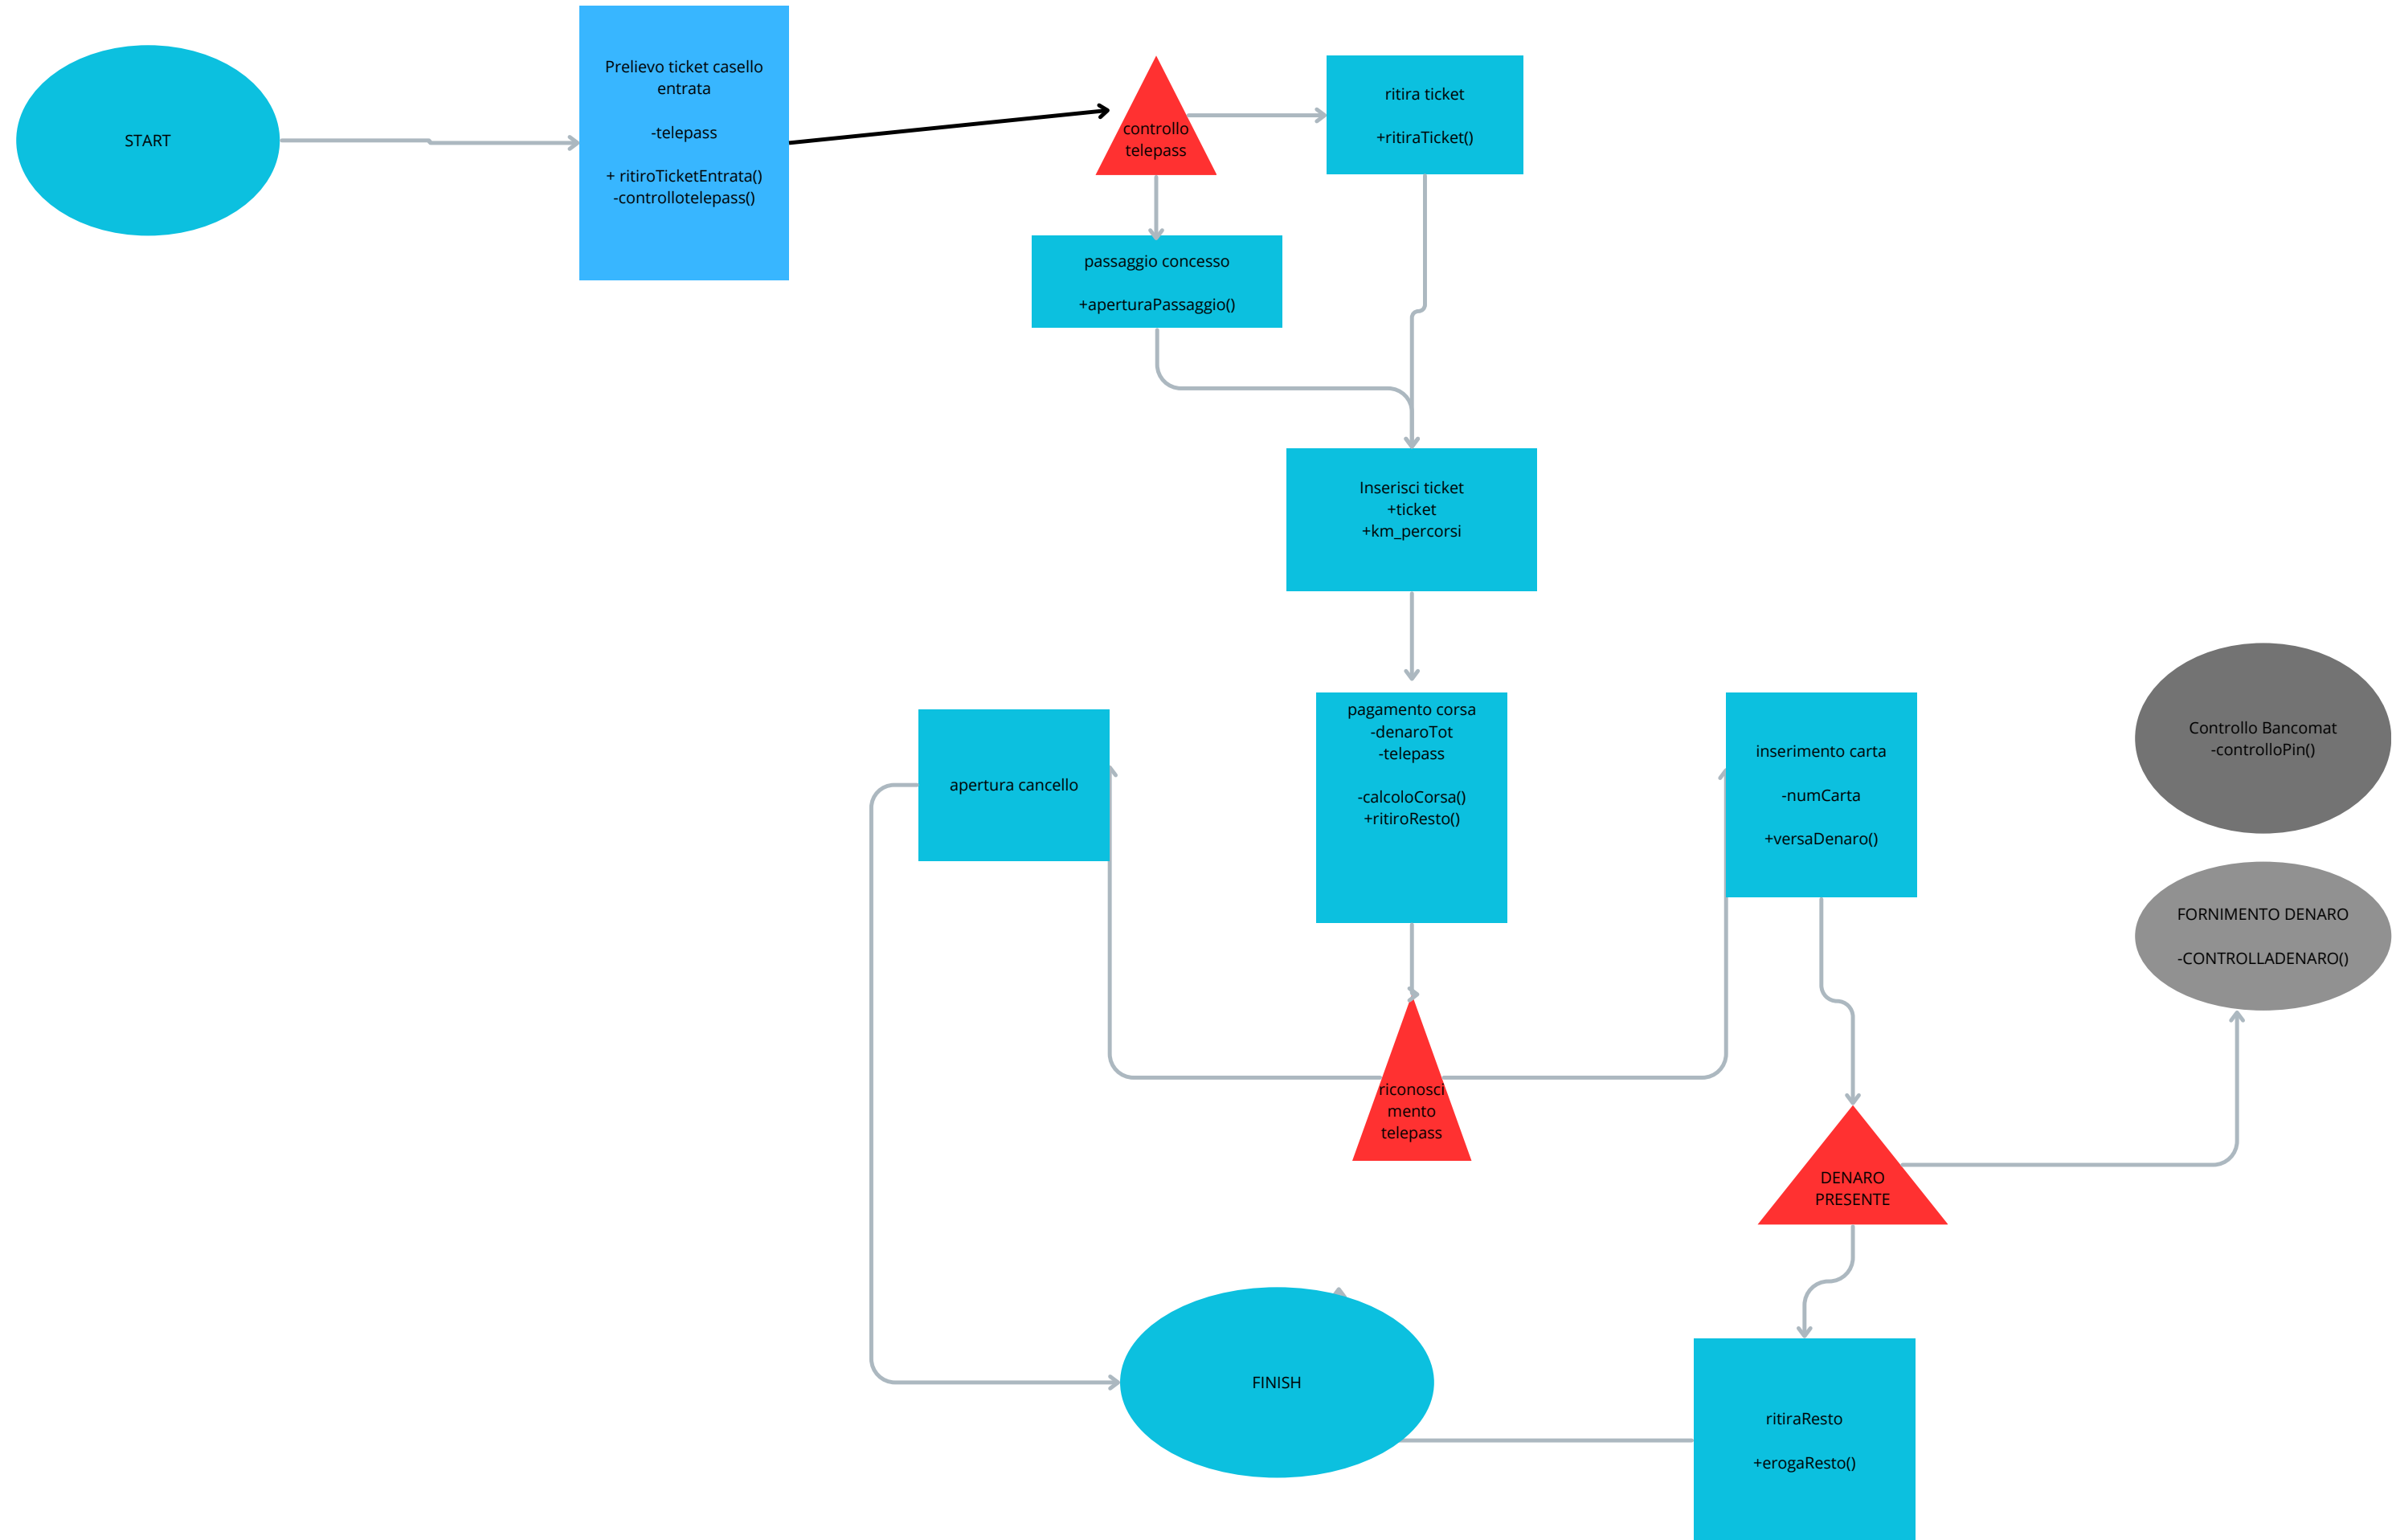 START
Prelievo ticket casello
entrata
-telepass
+ ritiroTicketEntrata()
-controllotelepass()
controllo
telepass
ritira ticket
+ritiraTicket()
passaggio concesso
+aperturaPassaggio()
Inserisci ticket
+ticket
+km_percorsi
apertura cancello
pagamento corsa
-denaroTot
-telepass
-calcoloCorsa()
+ritiroResto()
inserimento carta
-numCarta
+versaDenaro()
Controllo Bancomat
-controlloPin()
FORNIMENTO DENARO
-CONTROLLADENARO()
riconosci
mento
telepass
DENARO
PRESENTE
FINISH
ritiraResto
+erogaResto()